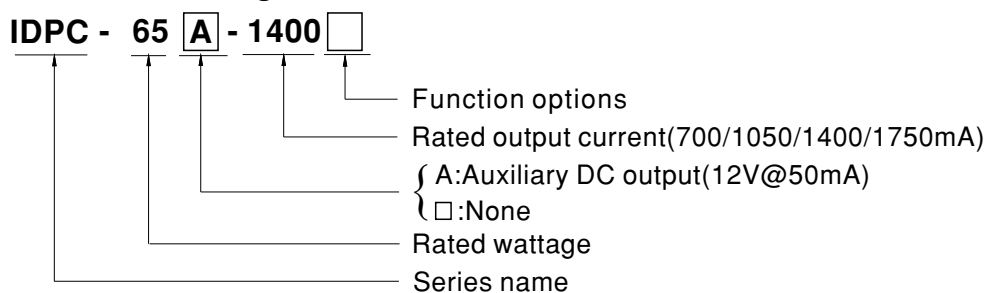 IDPC - 65 A - 1400 □
Function options
Rated output current(700/1050/1400/1750mA)
A:Auxiliary DC output(12V@50mA)
□:None
Rated wattage
Series name